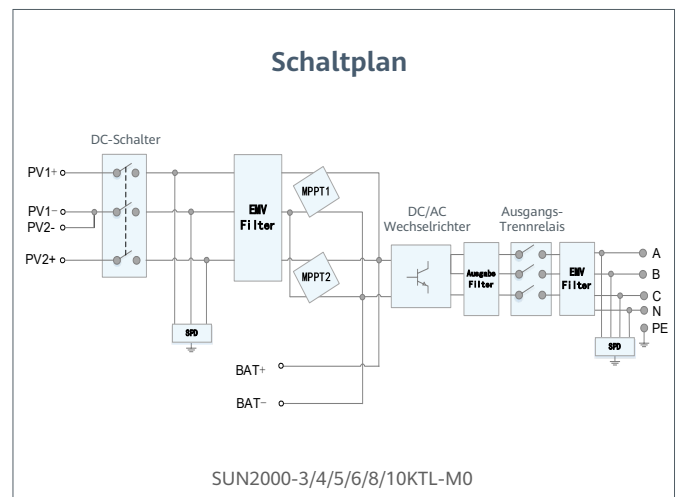 Schaltplan
DC-Schalter
PV1+
PV1−
PV2-
PV2+
EMV
Filter
MPPT1
MPPT2
SPD
BAT+
BAT−
DC/AC
Wechselrichter
Ausgabe
Filter
Ausgangs-
Trennrelais
EMV
Filter
SPD
A
B
C
N
PE
SUN2000-3/4/5/6/8/10KTL-M0